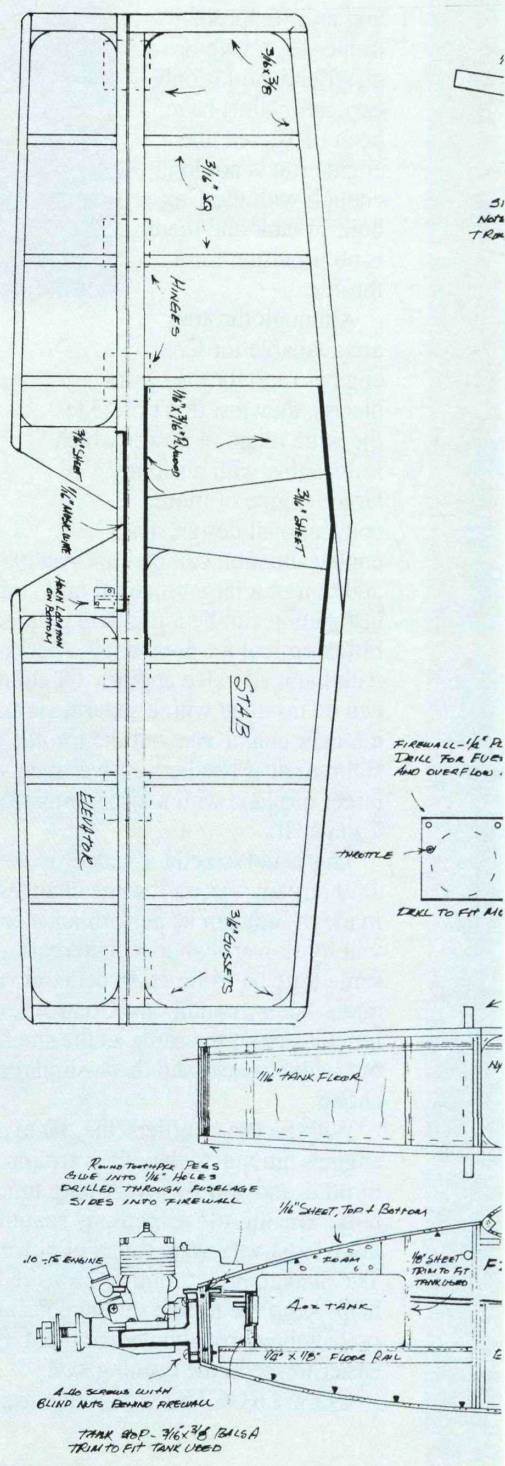 3/16 x 3/8
3/16" SQ
HINGES
1/16" x 3/16" PLYWOOD
3/16" SHEET
1/16" MUSIC WIRE
3/16" SHEET
HORN LOCATION
ON BOTTOM
STAB
ELEVATOR
3/16" GUSSETS
FIREWALL - 1/8" PL
DRILL FOR FUEL
AND OVERFLOW
THROTTLE
DRILL TO FIT
1/16" TANK FLOOR
ROUND TOOTHPICK PEGS
GLUE INTO 1/16" HOLES
DRILLED THROUGH FUSELAGE
SIDES INTO FIREWALL
1/16" SHEET, TOP & BOTTOM
.10 - .15 ENGINE
FOAM
1/8" SHEET
TRIM TO FIT
TANK USED
4 OZ TANK
1/4" x 1/8" FLOOR RAIL
4-40 SCREWS WITH
BLIND NUTS BEHIND FIREWALL
TANK STOP - 3/16" x 3/8" BALSA
TRIM TO FIT TANK USED